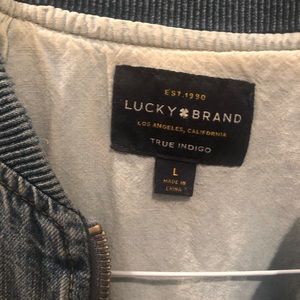 EST.1990
LUCKY BRAND
LOS ANGELES, CALIFORNIA
TRUE INDIGO
L
MADE IN
CHINA